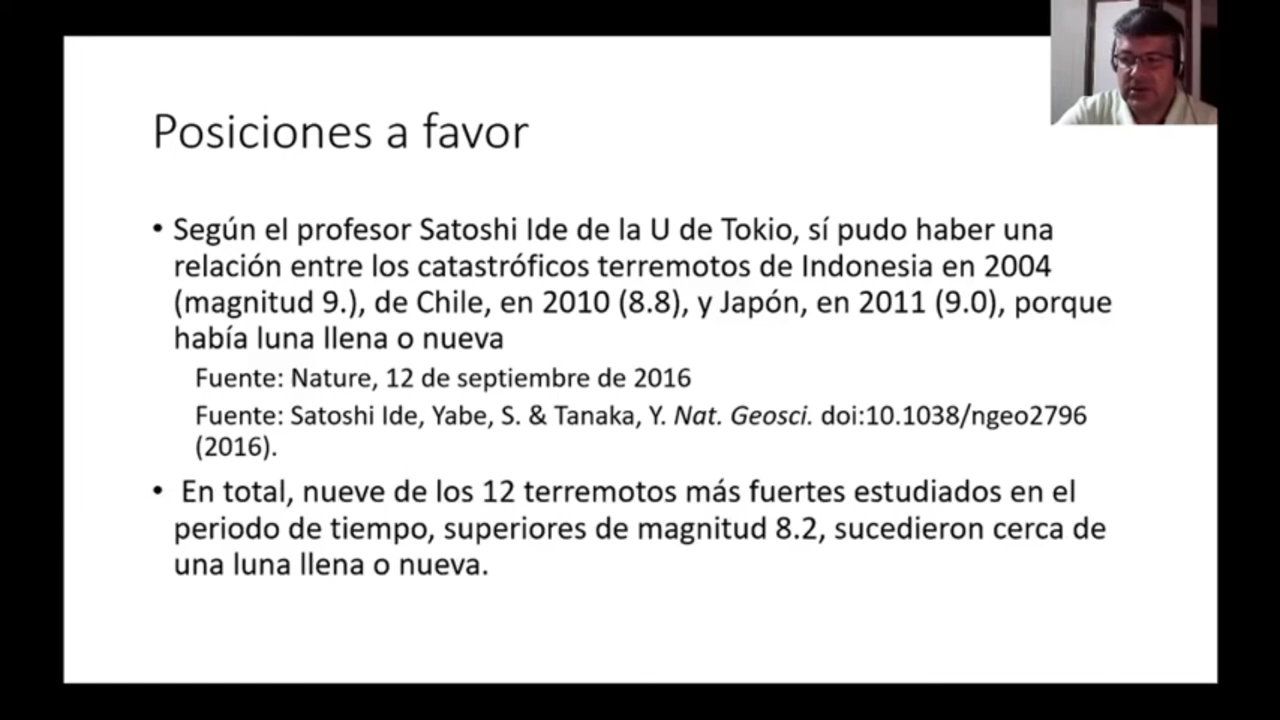 Posiciones a favor
• Según el profesor Satoshi Ide de la U de Tokio, sí pudo haber una
relación entre los catastróficos terremotos de Indonesia en 2004
(magnitud 9.), de Chile, en 2010 (8.8), y Japón, en 2011 (9.0), porque
había luna llena o nueva
Fuente: Nature, 12 de septiembre de 2016
Fuente: Satoshi Ide, Yabe, S. & Tanaka, Y. Nat. Geosci. doi:10.1038/ngeo2796
(2016).
• En total, nueve de los 12 terremotos más fuertes estudiados en el
periodo de tiempo, superiores de magnitud 8.2, sucedieron cerca de
una luna llena o nueva.